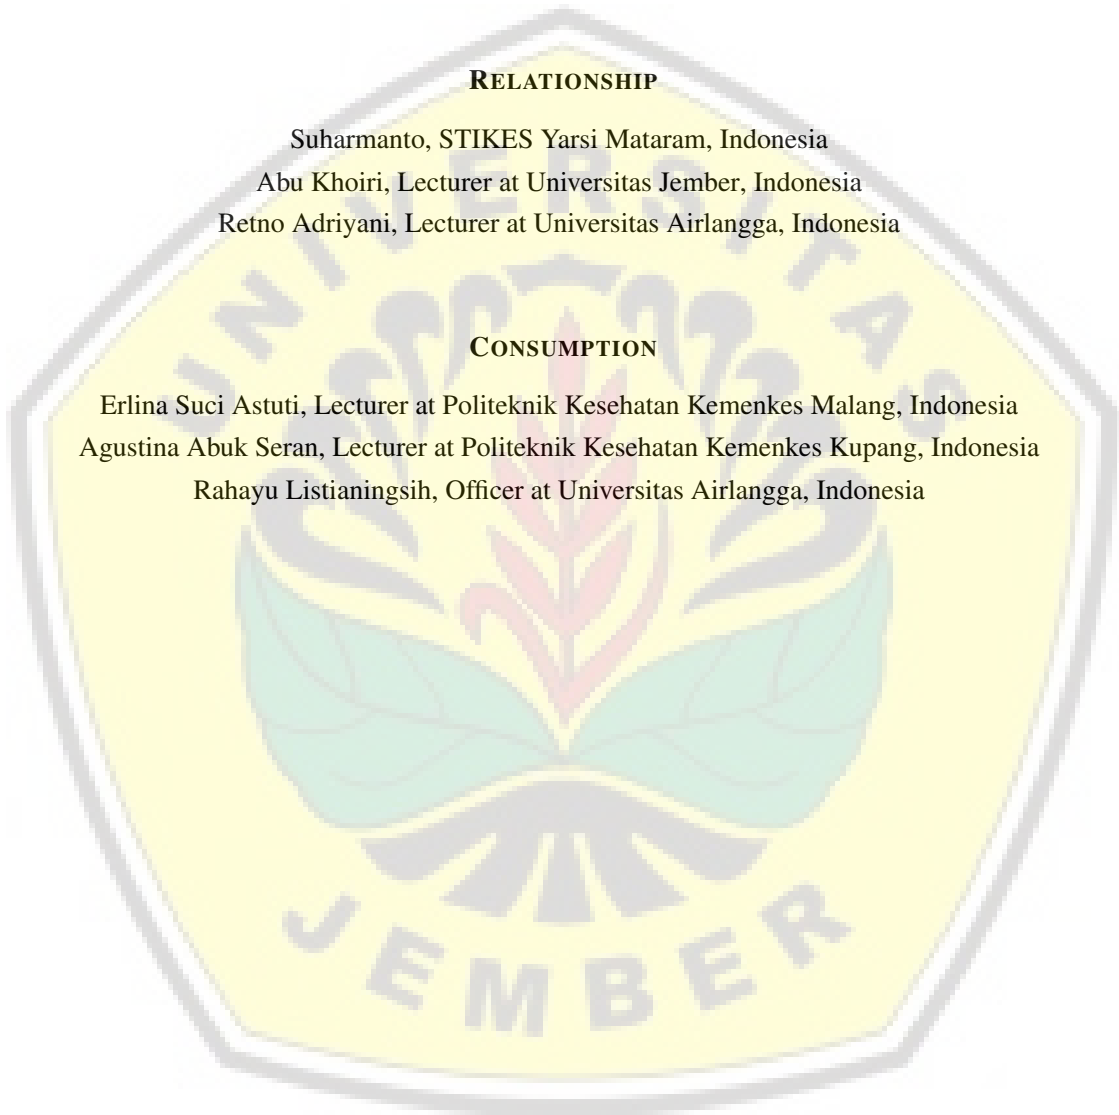 RELATIONSHIP
Suharmanto, STIKES Yarsi Mataram, Indonesia
Abu Khoiri, Lecturer at Universitas Jember, Indonesia
Retno Adriyani, Lecturer at Universitas Airlangga, Indonesia
UNIVERSITAS
CONSUMPTION
Erlina Suci Astuti, Lecturer at Politeknik Kesehatan Kemenkes Malang, Indonesia
Agustina Abuk Seran, Lecturer at Politeknik Kesehatan Kemenkes Kupang, Indonesia
Rahayu Listianingsih, Officer at Universitas Airlangga, Indonesia
JEMBER